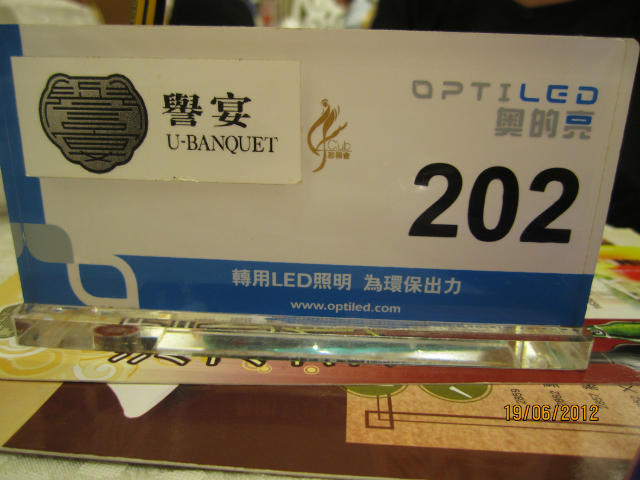 譽宴
U-BANQUET
Club
OPTILED
奧的亮
202
轉用LED照明 為環保出力
www.optiled.com
19/06/2012